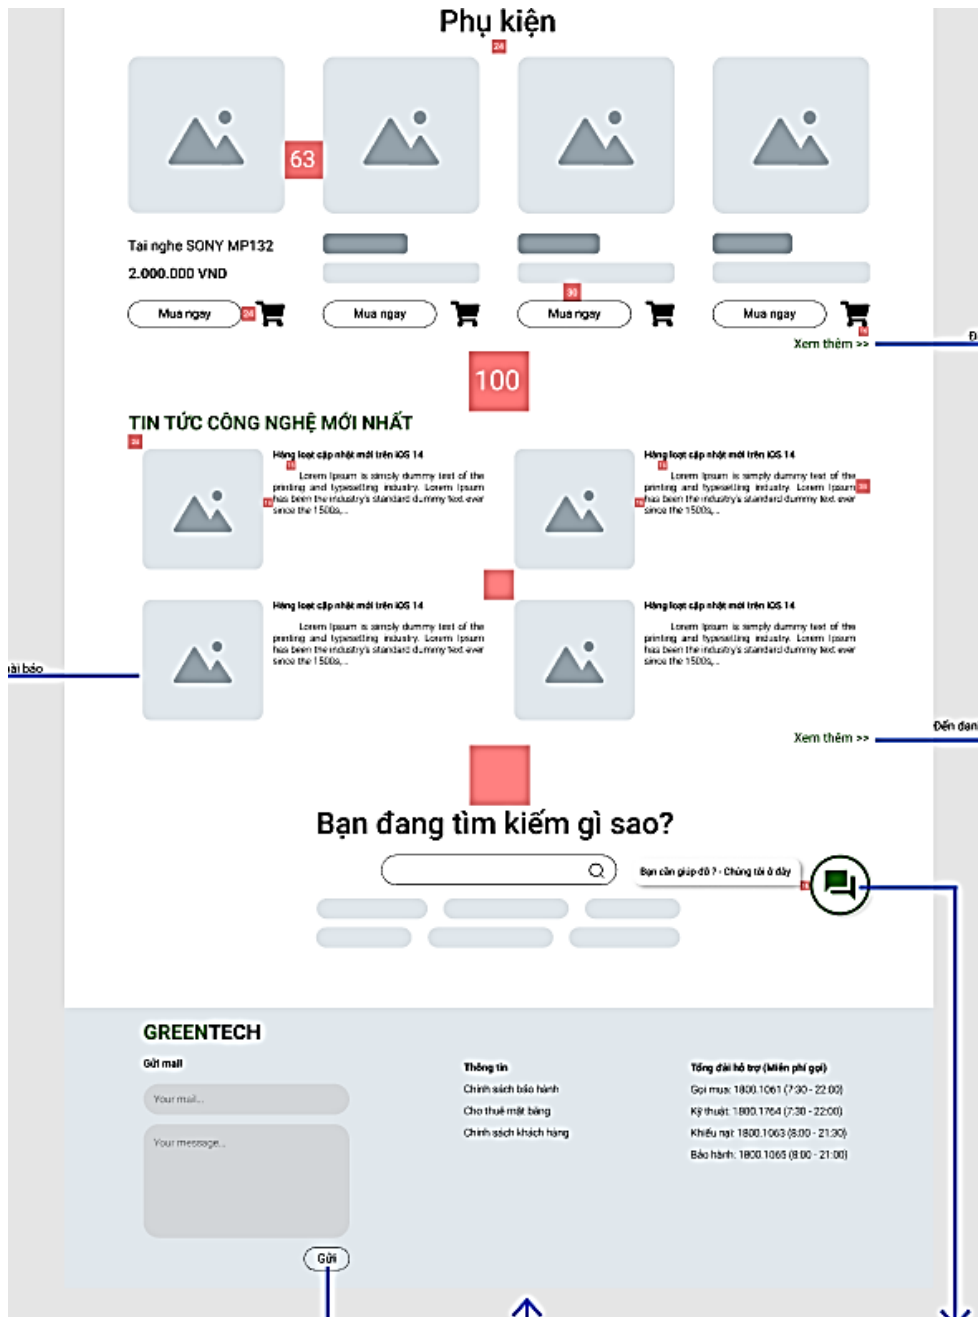 Phụ kiện
24
63
Tai nghe SONY MP132
2.000.000 VND
30
Mua ngay
24
Mua ngay
Mua ngay
Mua ngay
Xem thêm >>
100
TIN TỨC CÔNG NGHỆ MỚI NHẤT
24
Hàng loạt cập nhật mới trên iOS 14
Lorem Ipsum is simply dummy text of the
printing and typesetting industry. Lorem Ipsum
has been the industry's standard dummy text ever
since the 1500s,...
Hàng loạt cập nhật mới trên iOS 14
Lorem Ipsum is simply dummy text of the
printing and typesetting industry. Lorem Ipsum
has been the industry's standard dummy text ever
since the 1500s,...
Hàng loạt cập nhật mới trên iOS 14
Lorem Ipsum is simply dummy text of the
printing and typesetting industry. Lorem Ipsum
has been the industry's standard dummy text ever
since the 1500s,...
Hàng loạt cập nhật mới trên iOS 14
Lorem Ipsum is simply dummy text of the
printing and typesetting industry. Lorem Ipsum
has been the industry's standard dummy text ever
since the 1500s,...
bài báo
Xem thêm >>
Đến dan
Bạn đang tìm kiếm gì sao?
Bạn cần giúp đỡ ? - Chúng tôi ở đây
GREENTECH
Gửi mail
Your mail...
Your message...
Gửi
Thông tin
Chính sách bảo hành
Cho thuê mặt bằng
Chính sách khách hàng
Tổng đài hỗ trợ (Miễn phí gọi)
Gọi mua: 1800.1061 (7:30 - 22:00)
Kỹ thuật: 1800.1764 (7:30 - 22:00)
Khiếu nại: 1800.1063 (8:00 - 21:30)
Bảo hành: 1800.1065 (8:00 - 21:00)